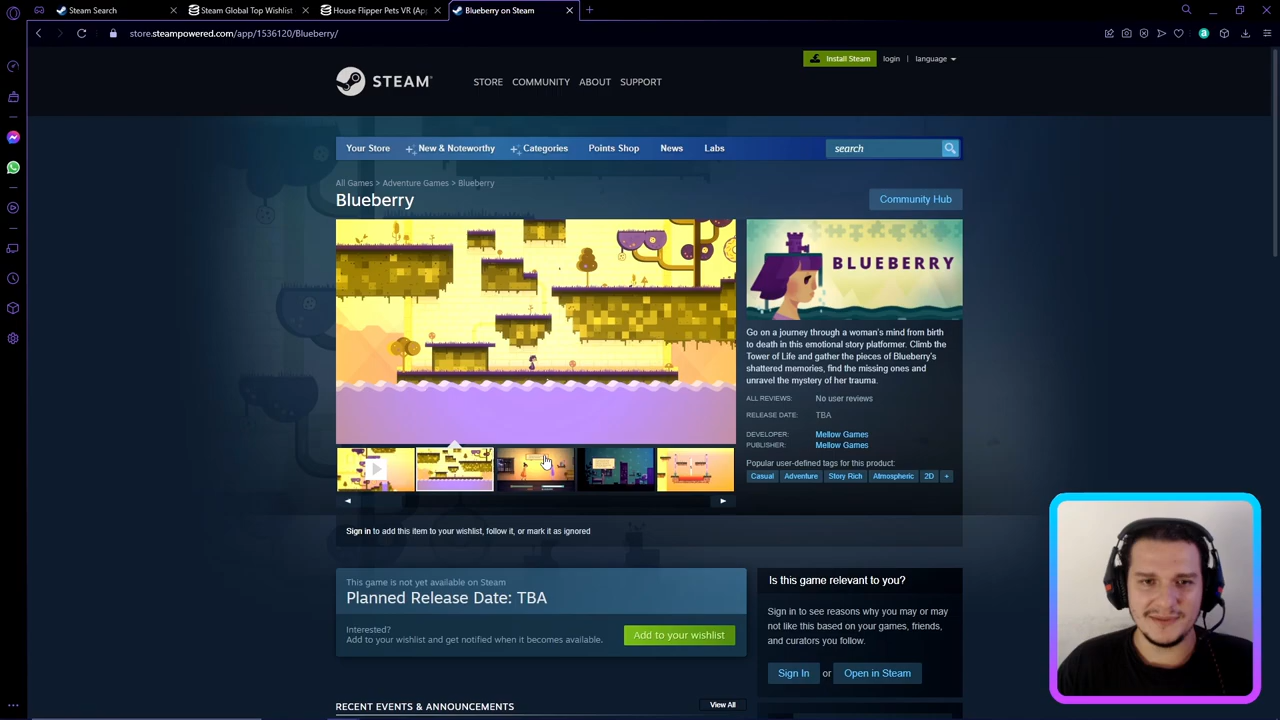 Steam Search
Steam Global Top Wishlist
House Flipper Pets VR (Ap
Blueberry on Steam
store.steampowered.com/app/1536120/Blueberry/
Install Steam
login | language
STEAM
STORE COMMUNITY ABOUT SUPPORT
Your Store New & Noteworthy Categories Points Shop News Labs search
All Games > Adventure Games > Blueberry
Blueberry
Community Hub
BLUEBERRY
Go on a journey through a woman's mind from birth
to death in this emotional story platformer. Climb the
Tower of Life and gather the pieces of Blueberry's
shattered memories, find the missing ones and
unravel the mystery of her trauma.
ALL REVIEWS: No user reviews
RELEASE DATE: TBA
DEVELOPER: Mellow Games
PUBLISHER: Mellow Games
Popular user-defined tags for this product:
Casual Adventure Story Rich Atmospheric 2D +
Sign in to add this item to your wishlist, follow it, or mark it as ignored
This game is not yet available on Steam
Planned Release Date: TBA
Interested?
Add to your wishlist and get notified when it becomes available.
Add to your wishlist
Is this game relevant to you?
Sign in to see reasons why you may or may
not like this based on your games, friends,
and curators you follow.
Sign In or Open in Steam
RECENT EVENTS & ANNOUNCEMENTS
View All